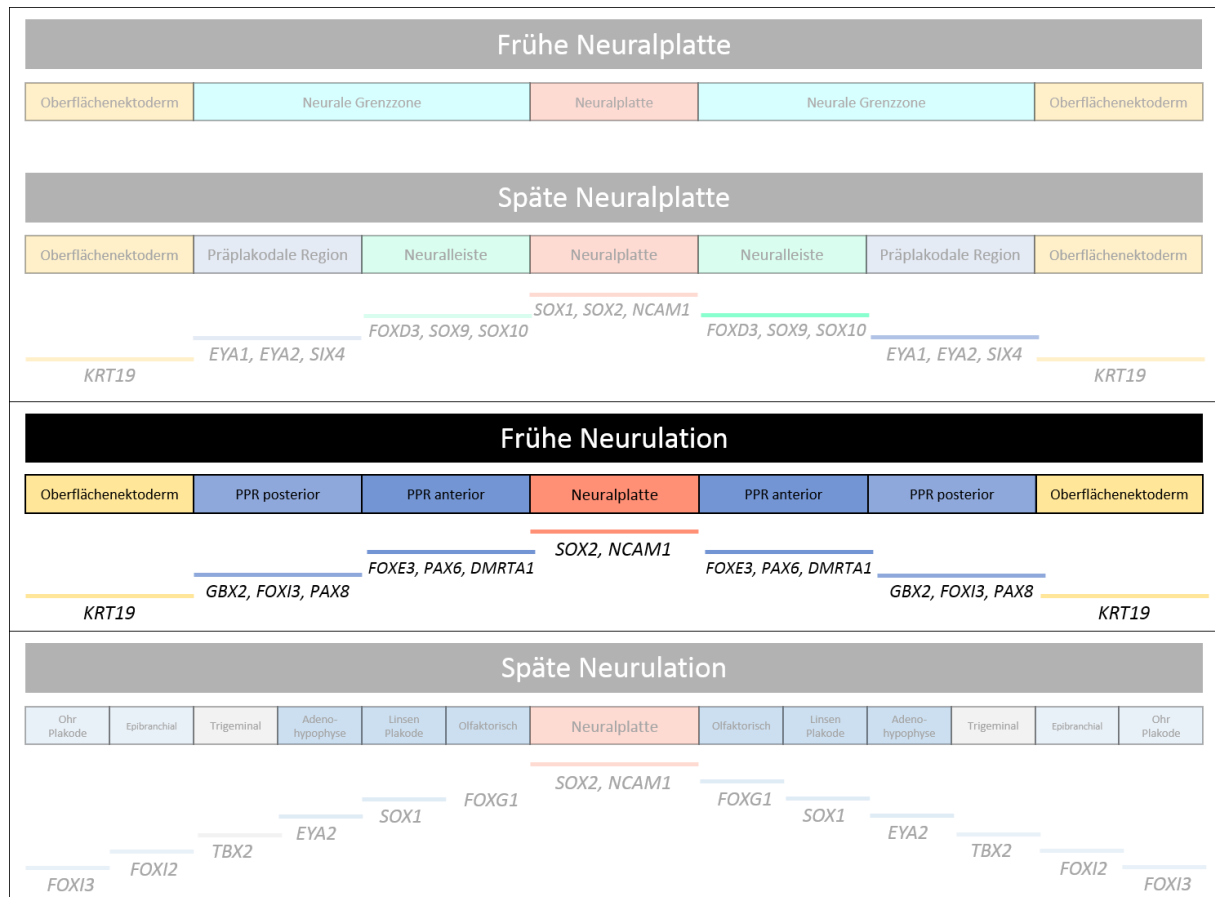 Frühe Neuralplatte
Oberflächenektoderm Neurale Grenzzone Neuralplatte Neurale Grenzzone Oberflächenektoderm
Späte Neuralplatte
Oberflächenektoderm Präplakodale Region Neuralleiste Neuralplatte Neuralleiste Präplakodale Region Oberflächenektoderm
SOX1, SOX2, NCAM1
FOXD3, SOX9, SOX10 FOXD3, SOX9, SOX10
EYA1, EYA2, SIX4 EYA1, EYA2, SIX4
KRT19 KRT19
Frühe Neurulation
Oberflächenektoderm PPR posterior PPR anterior Neuralplatte PPR anterior PPR posterior Oberflächenektoderm
SOX2, NCAM1
FOXE3, PAX6, DMRTA1 FOXE3, PAX6, DMRTA1
GBX2, FOXI3, PAX8 GBX2, FOXI3, PAX8
KRT19 KRT19
Späte Neurulation
Ohr Plakode Epibranchial Trigeminal Adeno- hypophyse Linsen Plakode Olfaktorisch Neuralplatte Olfaktorisch Linsen Plakode Adeno- hypophyse Trigeminal Epibranchial Ohr Plakode
SOX2, NCAM1
FOXG1 FOXG1
SOX1 SOX1
EYA2 EYA2
TBX2 TBX2
FOXI2 FOXI2
FOXI3 FOXI3